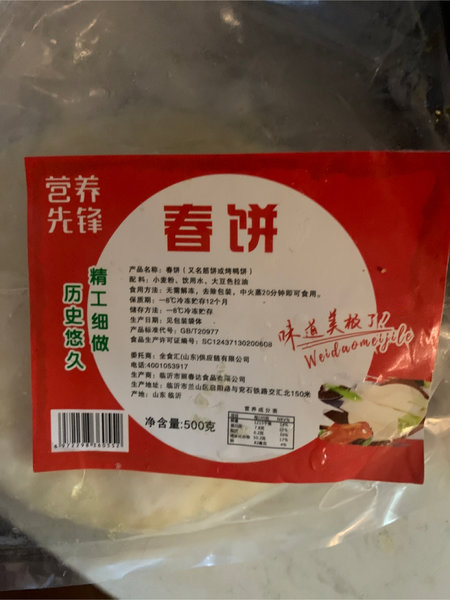 营养
先锋
春饼
精工细做
历史悠久
产品名称：春饼（又名筋饼或烤鸭饼）
配料：小麦粉、饮用水、大豆色拉油
食用方法：无需解冻，去除包装，中火蒸20分钟即可食用。
保质期：—8℃冷冻贮存12个月
储存方法：—8℃冷冻贮存
生产日期：见包装袋体
产品标准代号：GB/T20977
食品生产许可证编号：SC12437130200608
委托商：全食汇(山东)供应链有限公司
电话:4001053917
生产商：临沂市丽春达食品有限公司
生产地址：临沂市兰山区启阳路与兖石铁路交汇北150米
产地：山东 临沂
味道美极了!
Weidaomeijile
净含量:500克
营养成分表